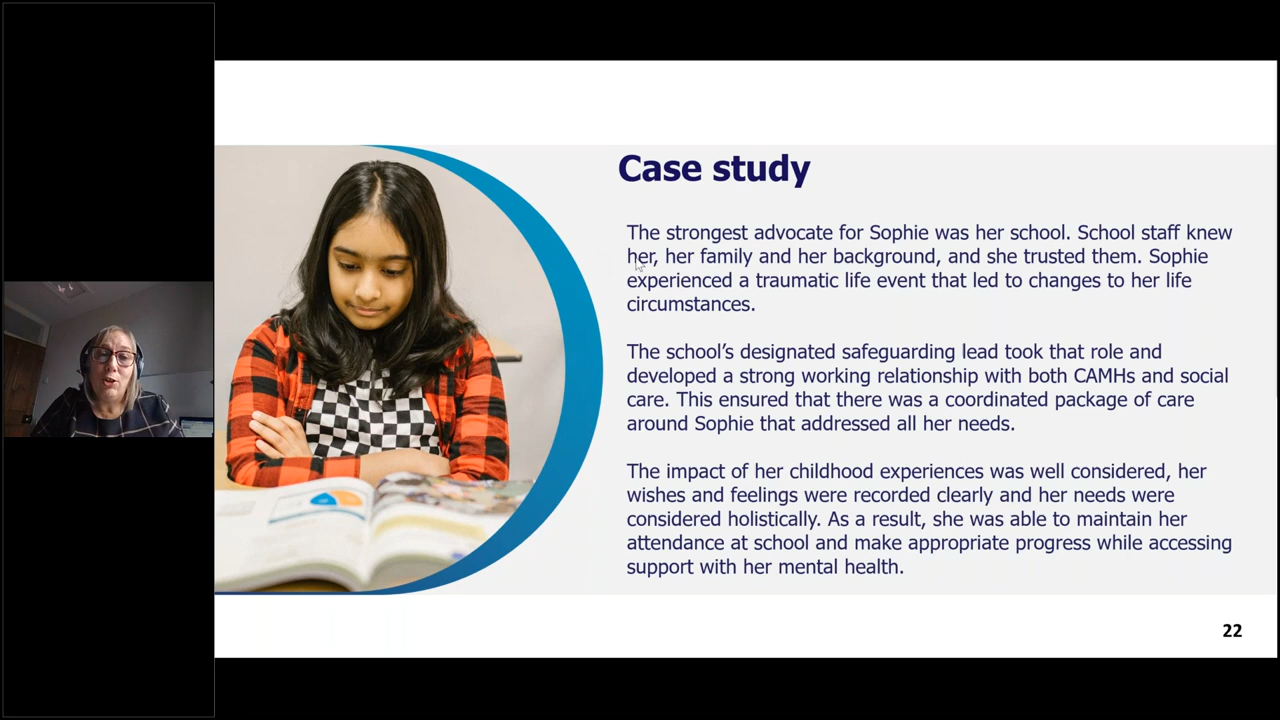 Case study
The strongest advocate for Sophie was her school. School staff knew
her, her family and her background, and she trusted them. Sophie
experienced a traumatic life event that led to changes to her life
circumstances.
The school’s designated safeguarding lead took that role and
developed a strong working relationship with both CAMHs and social
care. This ensured that there was a coordinated package of care
around Sophie that addressed all her needs.
The impact of her childhood experiences was well considered, her
wishes and feelings were recorded clearly and her needs were
considered holistically. As a result, she was able to maintain her
attendance at school and make appropriate progress while accessing
support with her mental health.
22